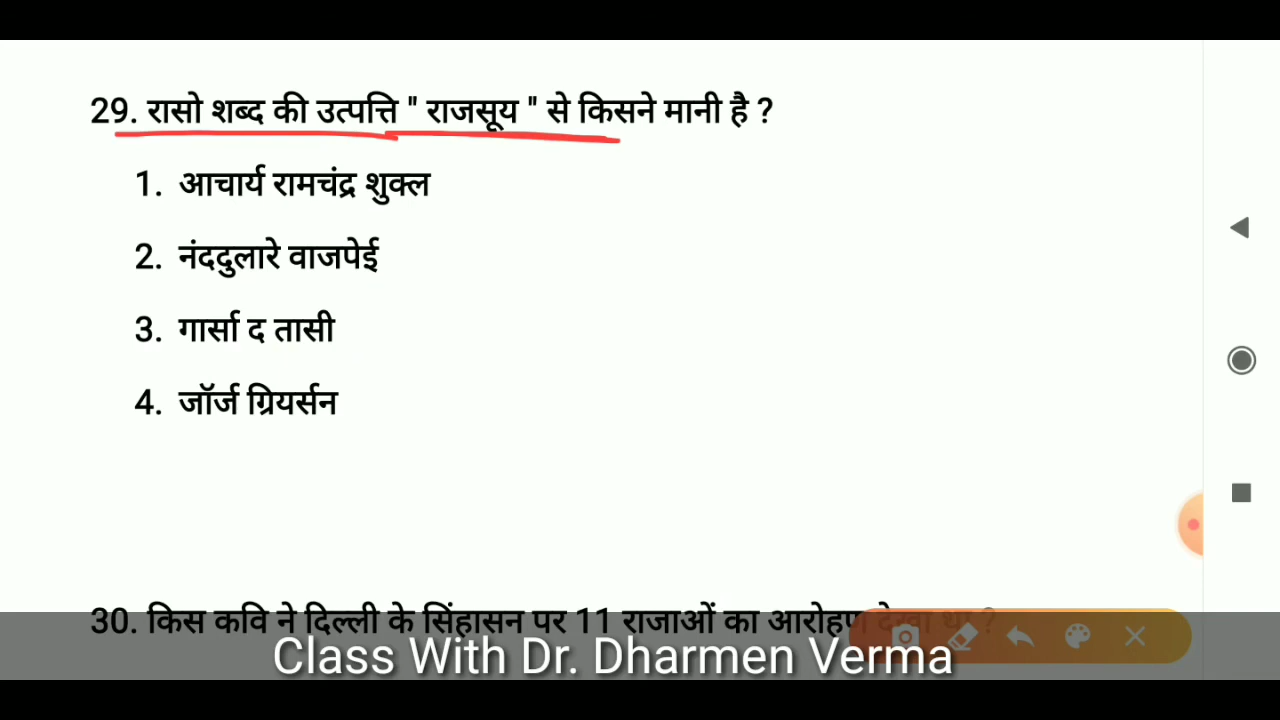 29. रासो शब्द की उत्पत्ति " राजसूय " से किसने मानी है ?
1. आचार्य रामचंद्र शुक्ल
2. नंददुलारे वाजपेई
3. गार्सा द तासी
4. जॉर्ज ग्रियर्सन
30. किस कवि ने दिल्ली के सिंहासन पर 11 राजाओं का आरोहण देखा था ?
Class With Dr. Dharmen Verma